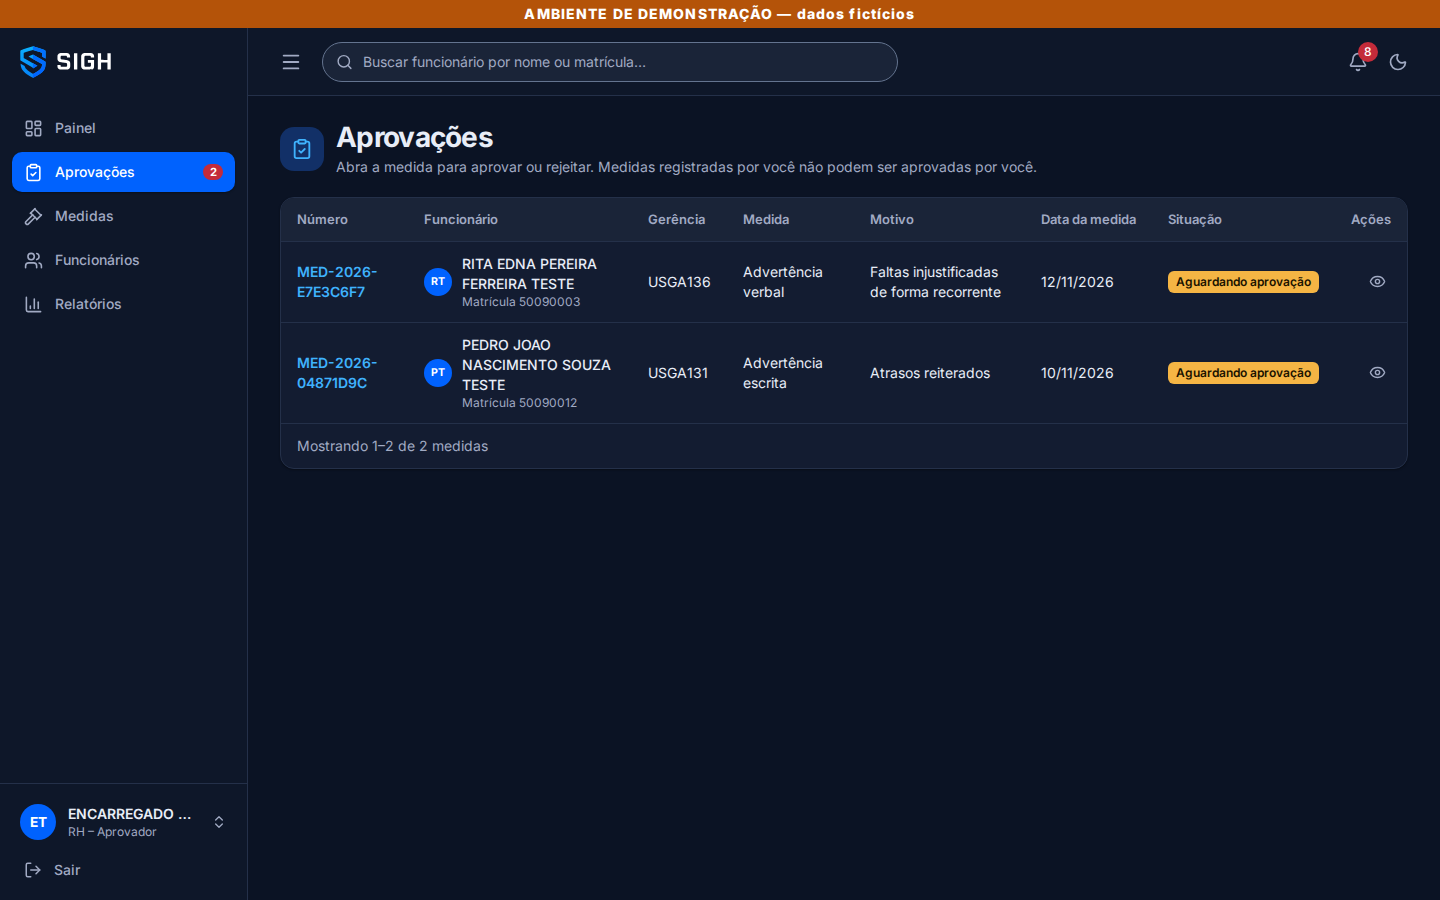 AMBIENTE DE DEMONSTRAÇÃO — dados fictícios
SIGH
Buscar funcionário por nome ou matrícula...
8
Painel
Aprovações
2
Medidas
Funcionários
Relatórios
Aprovações
Abra a medida para aprovar ou rejeitar. Medidas registradas por você não podem ser aprovadas por você.
Número
Funcionário
Gerência
Medida
Motivo
Data da medida
Situação
Ações
MED-2026-
E7E3C6F7
RT
RITA EDNA PEREIRA
FERREIRA TESTE
Matrícula 50090003
USGA136
Advertência
verbal
Faltas injustificadas
de forma recorrente
12/11/2026
Aguardando aprovação
MED-2026-
04871D9C
PT
PEDRO JOAO
NASCIMENTO SOUZA
TESTE
Matrícula 50090012
USGA131
Advertência
escrita
Atrasos reiterados
10/11/2026
Aguardando aprovação
Mostrando 1–2 de 2 medidas
ET
ENCARREGADO ...
RH – Aprovador
Sair